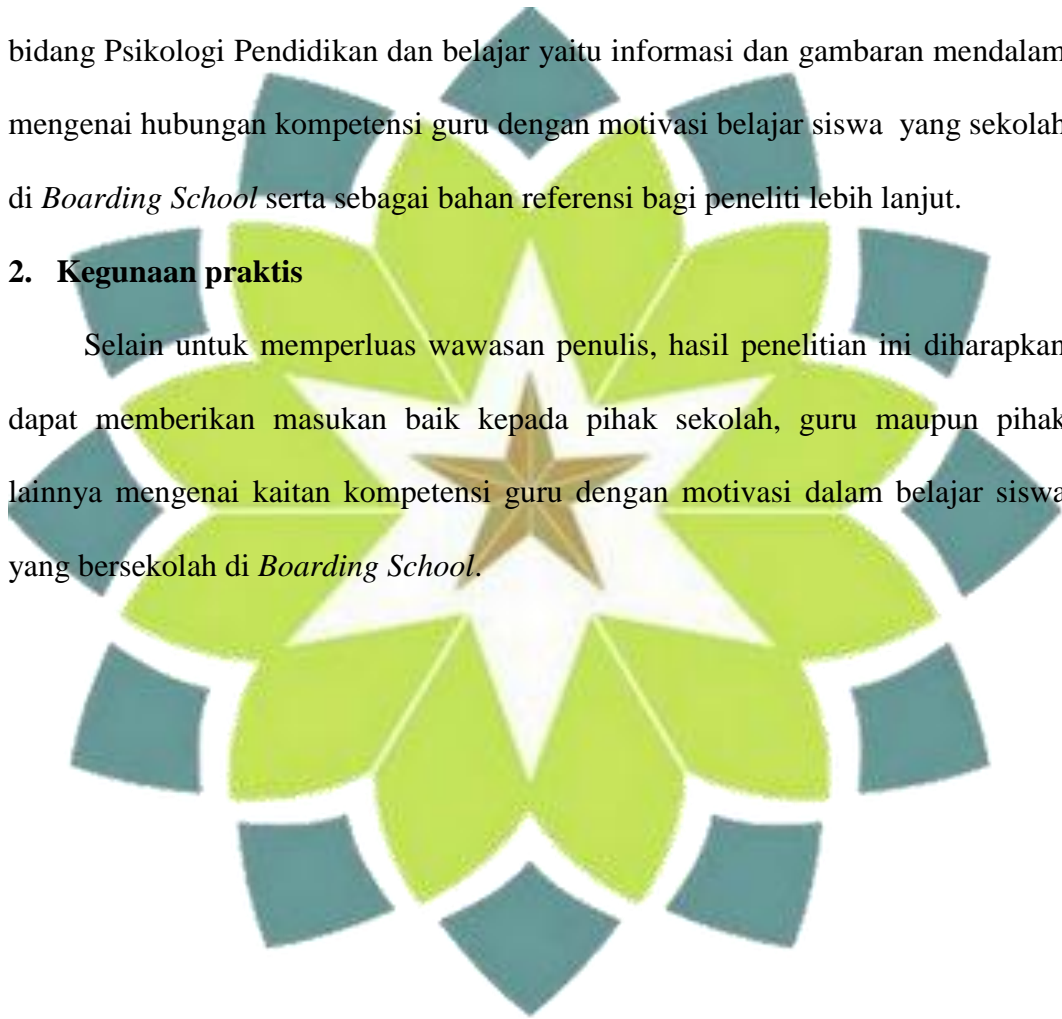 bidang Psikologi Pendidikan dan belajar yaitu informasi dan gambaran mendalam
mengenai hubungan kompetensi guru dengan motivasi belajar siswa yang sekolah
di Boarding School serta sebagai bahan referensi bagi peneliti lebih lanjut.
2. Kegunaan praktis
Selain untuk memperluas wawasan penulis, hasil penelitian ini diharapkan
dapat memberikan masukan baik kepada pihak sekolah, guru maupun pihak
lainnya mengenai kaitan kompetensi guru dengan motivasi dalam belajar siswa
yang bersekolah di Boarding School.